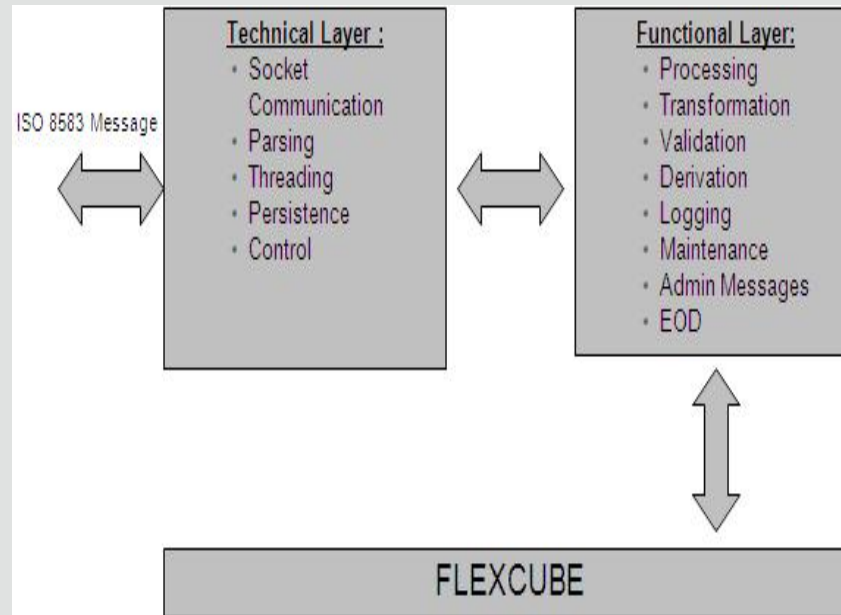 ISO 8583 Message
Technical Layer :
• Socket
Communication
• Parsing
• Threading
• Persistence
• Control
Functional Layer:
• Processing
• Transformation
• Validation
• Derivation
• Logging
• Maintenance
• Admin Messages
• EOD
FLEXCUBE